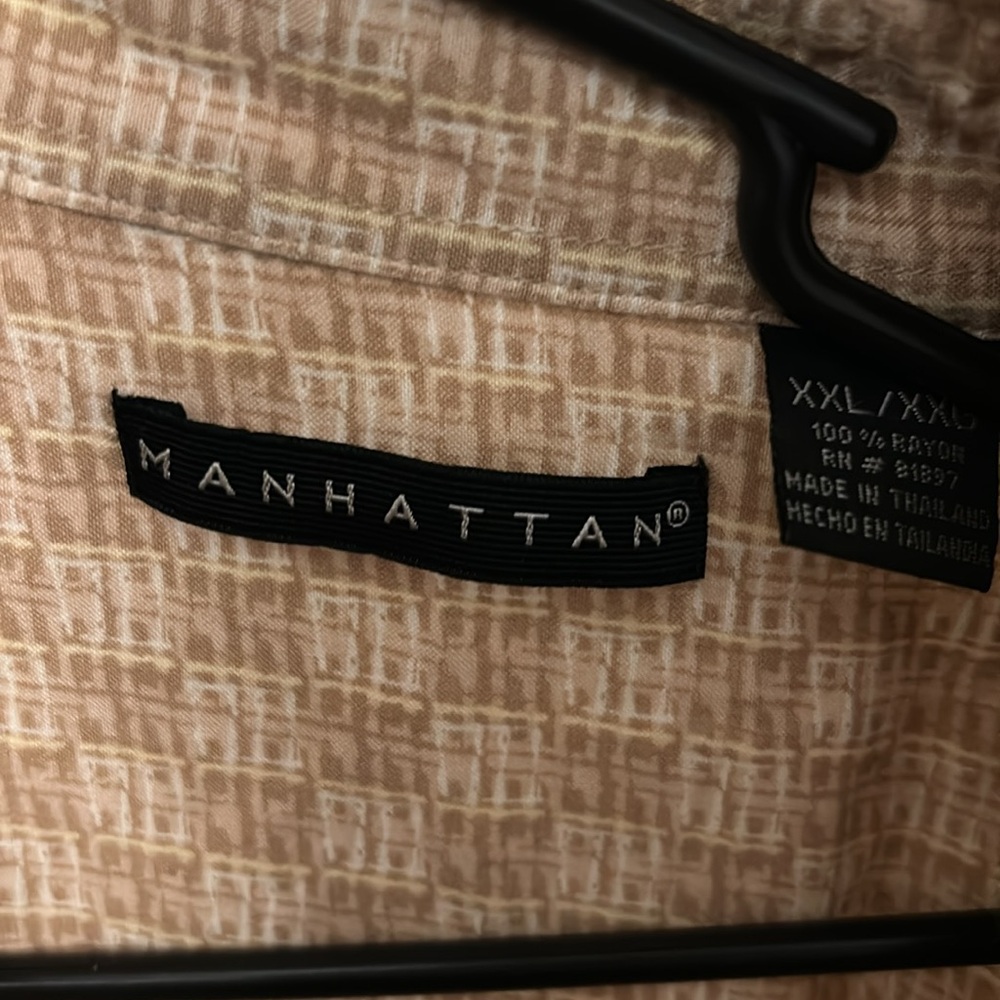 MANHATTAN®
XXL/XXG
100 % RAYON
RN # 81897
MADE IN THAILAND
HECHO EN TAILANDIA